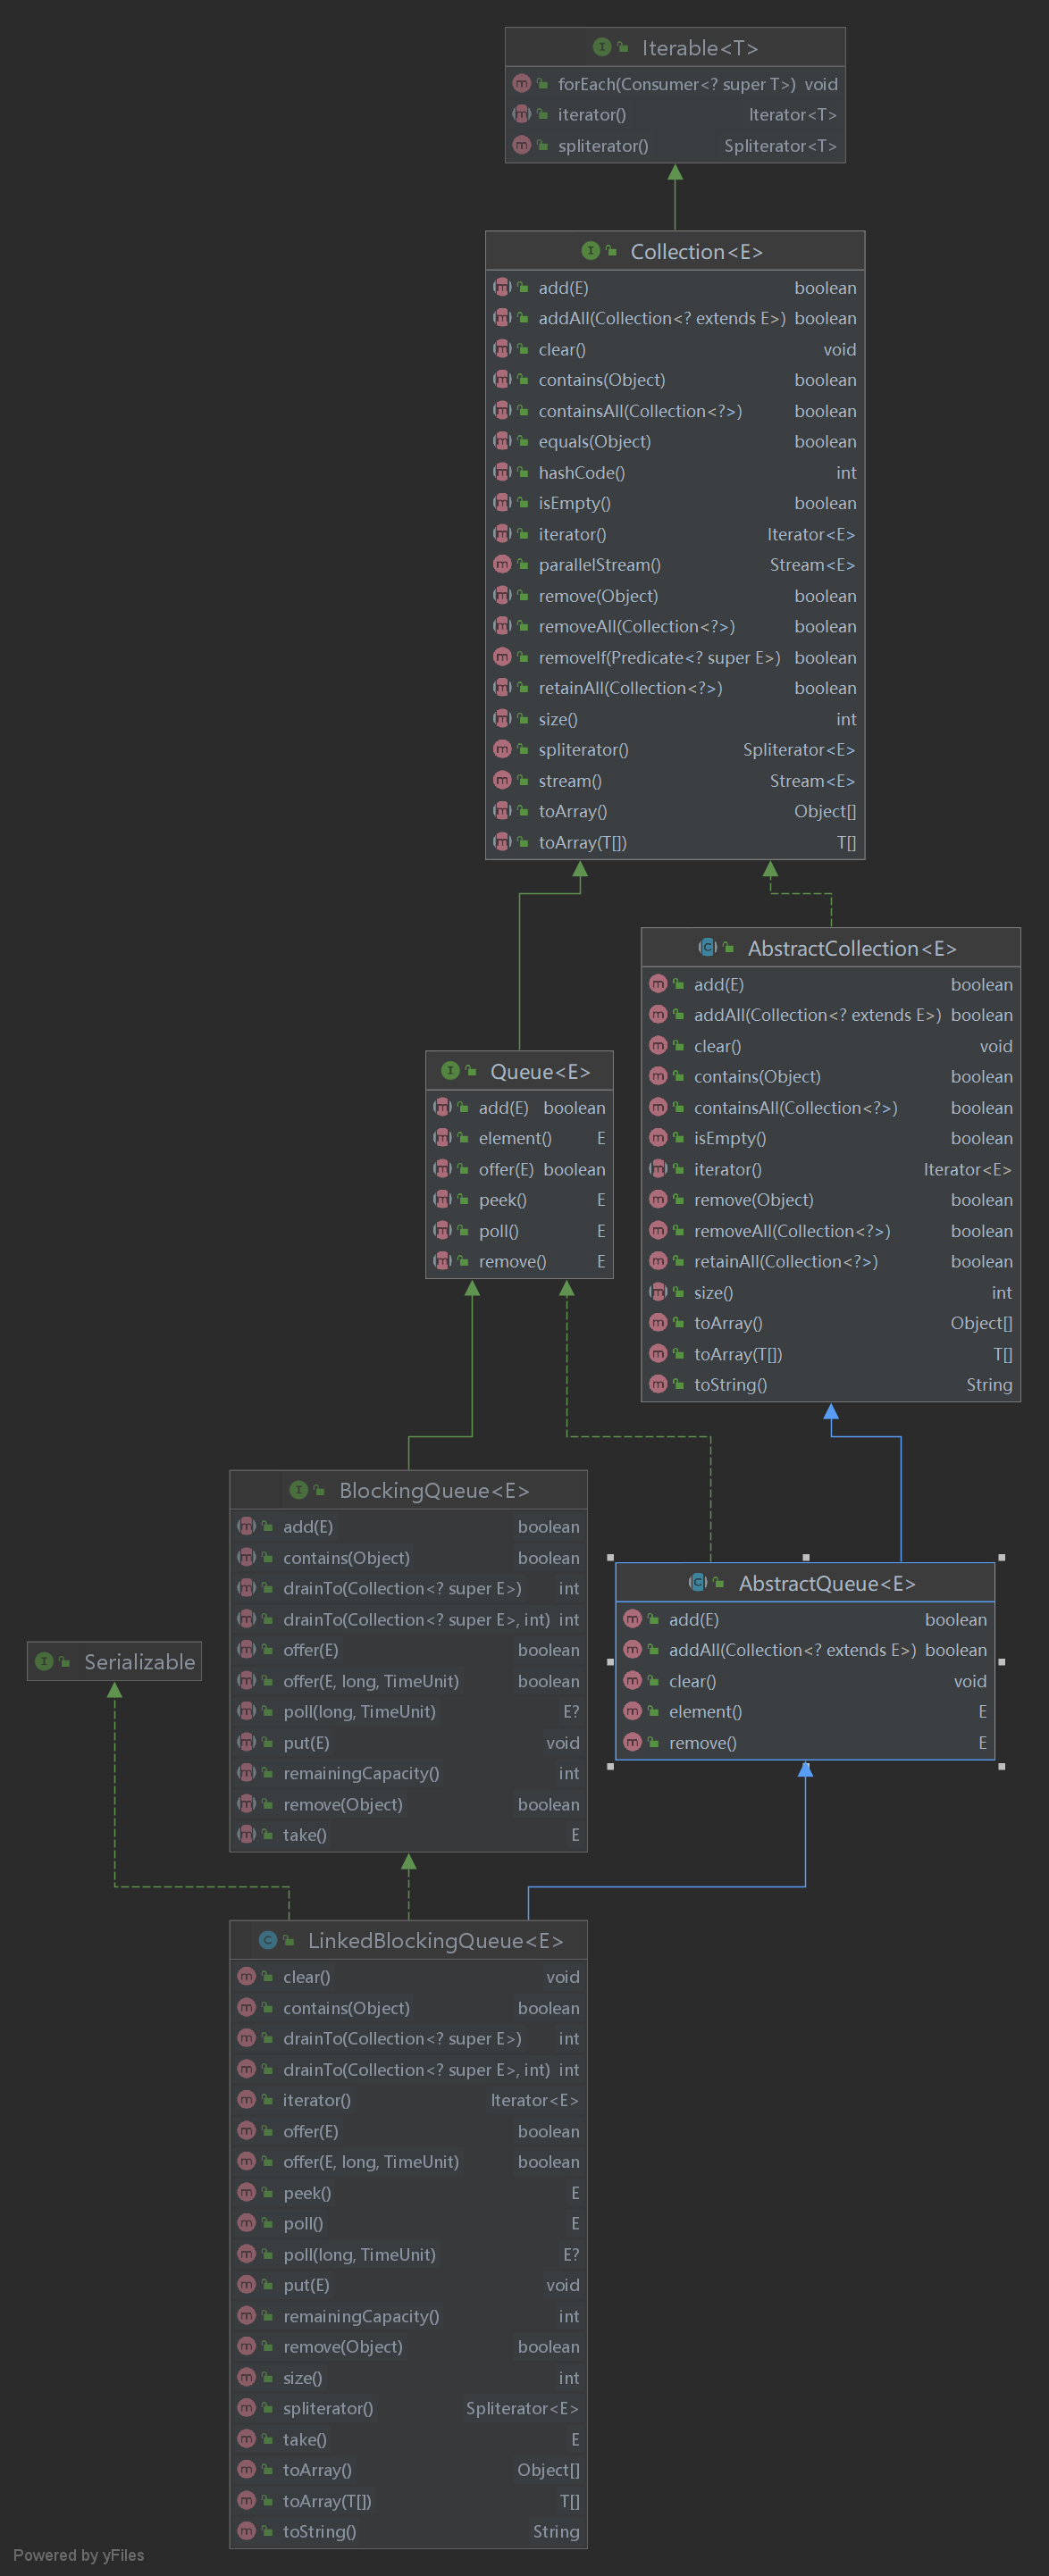 Iterable<T>
forEach(Consumer<? super T>) void
iterator() Iterator<T>
spliterator() Spliterator<T>
Collection<E>
add(E) boolean
addAll(Collection<? extends E>) boolean
clear() void
contains(Object) boolean
containsAll(Collection<?>) boolean
equals(Object) boolean
hashCode() int
isEmpty() boolean
iterator() Iterator<E>
parallelStream() Stream<E>
remove(Object) boolean
removeAll(Collection<?>) boolean
removeIf(Predicate<? super E>) boolean
retainAll(Collection<?>) boolean
size() int
spliterator() Spliterator<E>
stream() Stream<E>
toArray() Object[]
toArray(T[]) T[]
AbstractCollection<E>
add(E) boolean
addAll(Collection<? extends E>) boolean
clear() void
contains(Object) boolean
containsAll(Collection<?>) boolean
isEmpty() boolean
iterator() Iterator<E>
remove(Object) boolean
removeAll(Collection<?>) boolean
retainAll(Collection<?>) boolean
size() int
toArray() Object[]
toArray(T[]) T[]
toString() String
Queue<E>
add(E) boolean
element() E
offer(E) boolean
peek() E
poll() E
remove() E
BlockingQueue<E>
add(E) boolean
contains(Object) boolean
drainTo(Collection<? super E>) int
drainTo(Collection<? super E>, int) int
offer(E) boolean
offer(E, long, TimeUnit) boolean
poll(long, TimeUnit) E?
put(E) void
remainingCapacity() int
remove(Object) boolean
take() E
AbstractQueue<E>
add(E) boolean
addAll(Collection<? extends E>) boolean
clear() void
element() E
remove() E
Serializable
LinkedBlockingQueue<E>
clear() void
contains(Object) boolean
drainTo(Collection<? super E>) int
drainTo(Collection<? super E>, int) int
iterator() Iterator<E>
offer(E) boolean
offer(E, long, TimeUnit) boolean
peek() E
poll() E
poll(long, TimeUnit) E?
put(E) void
remainingCapacity() int
remove(Object) boolean
size() int
spliterator() Spliterator<E>
take() E
toArray() Object[]
toArray(T[]) T[]
toString() String
Powered by yFiles